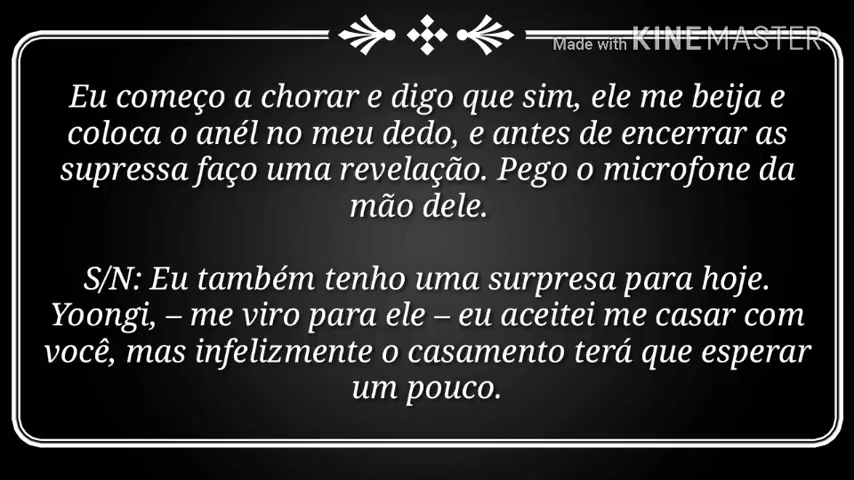 Made with KINEMASTER
Eu começo a chorar e digo que sim, ele me beija e
coloca o anél no meu dedo, e antes de encerrar as
supressa faço uma revelação. Pego o microfone da
mão dele.
S/N: Eu também tenho uma surpresa para hoje.
Yoongi, – me viro para ele – eu aceitei me casar com
você, mas infelizmente o casamento terá que esperar
um pouco.